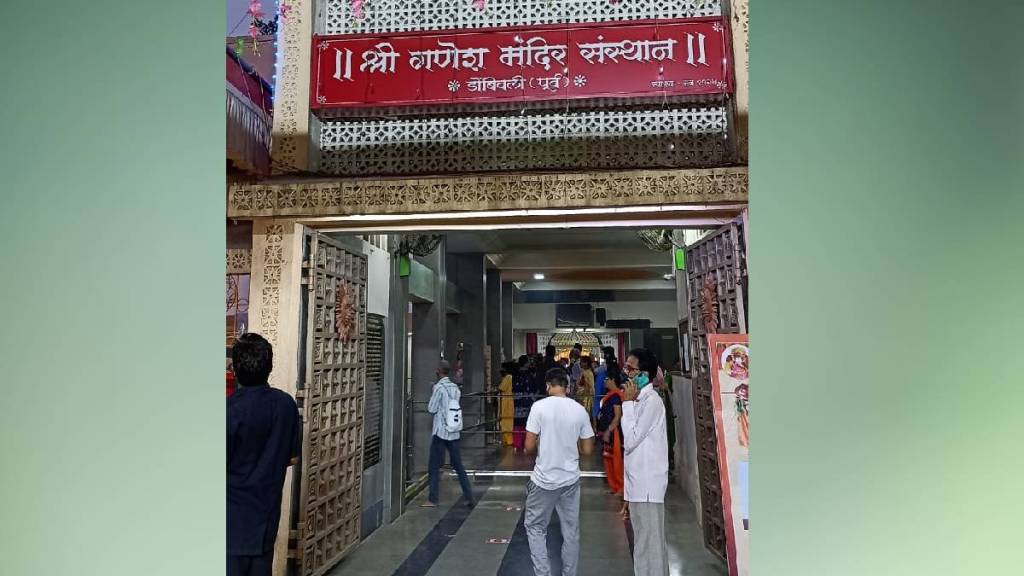 || श्री गणेश मंदिर संस्थान ||
डोंबिवली (पूर्व)